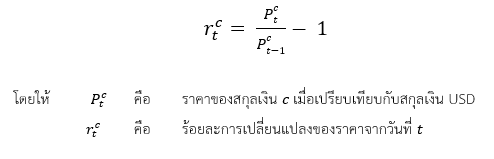 r_t^c = P_t^c / P_{t-1}^c − 1
โดยให้ P_t^c คือ ราคาของสกุลเงิน c เมื่อเปรียบเทียบกับสกุลเงิน USD
r_t^c คือ ร้อยละการเปลี่ยนแปลงของราคาจากวันที่ t